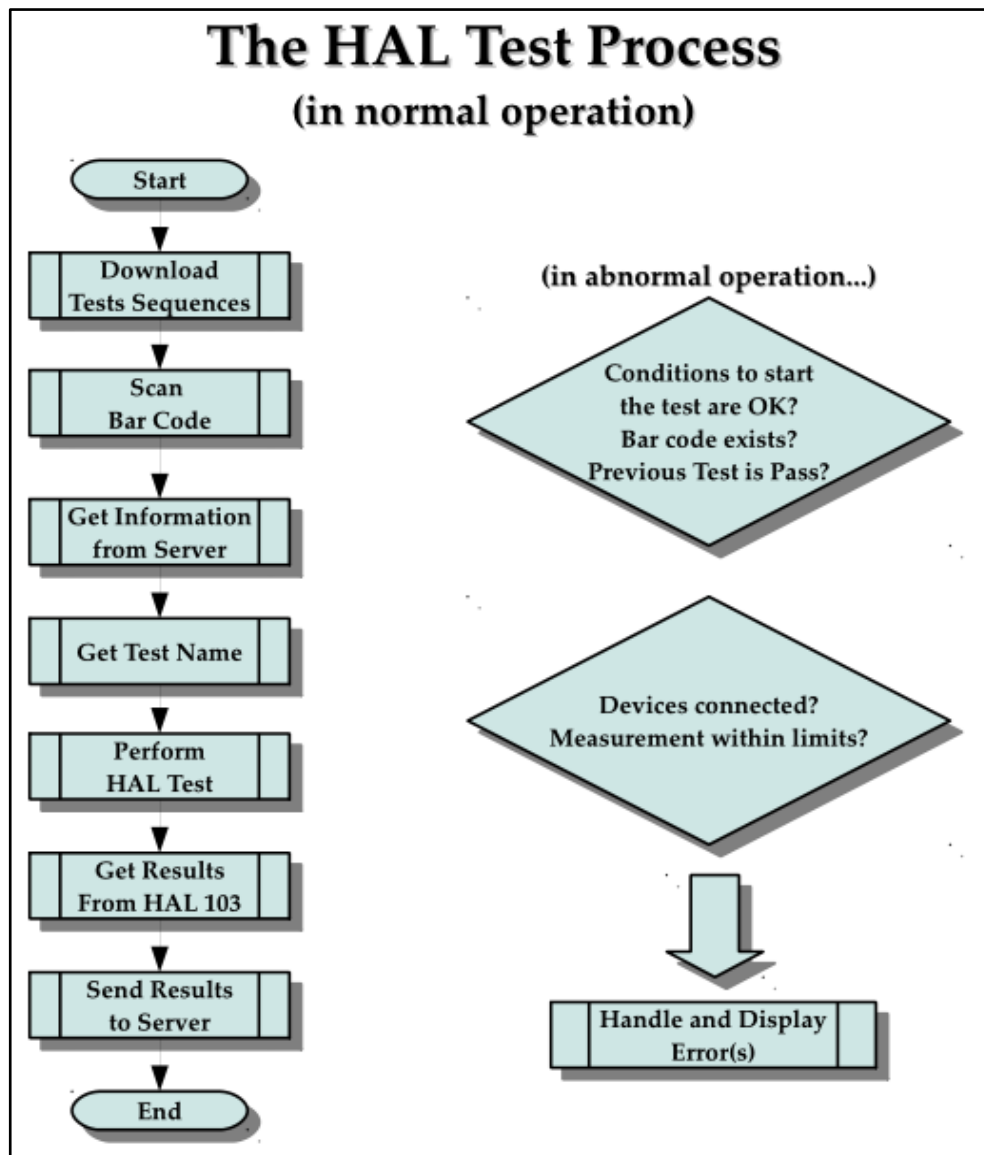 The HAL Test Process
(in normal operation)
Start
Download
Tests Sequences
Scan
Bar Code
Get Information
from Server
Get Test Name
Perform
HAL Test
Get Results
From HAL 103
Send Results
to Server
End
(in abnormal operation...)
Conditions to start
the test are OK?
Bar code exists?
Previous Test is Pass?
Devices connected?
Measurement within limits?
Handle and Display
Error(s)